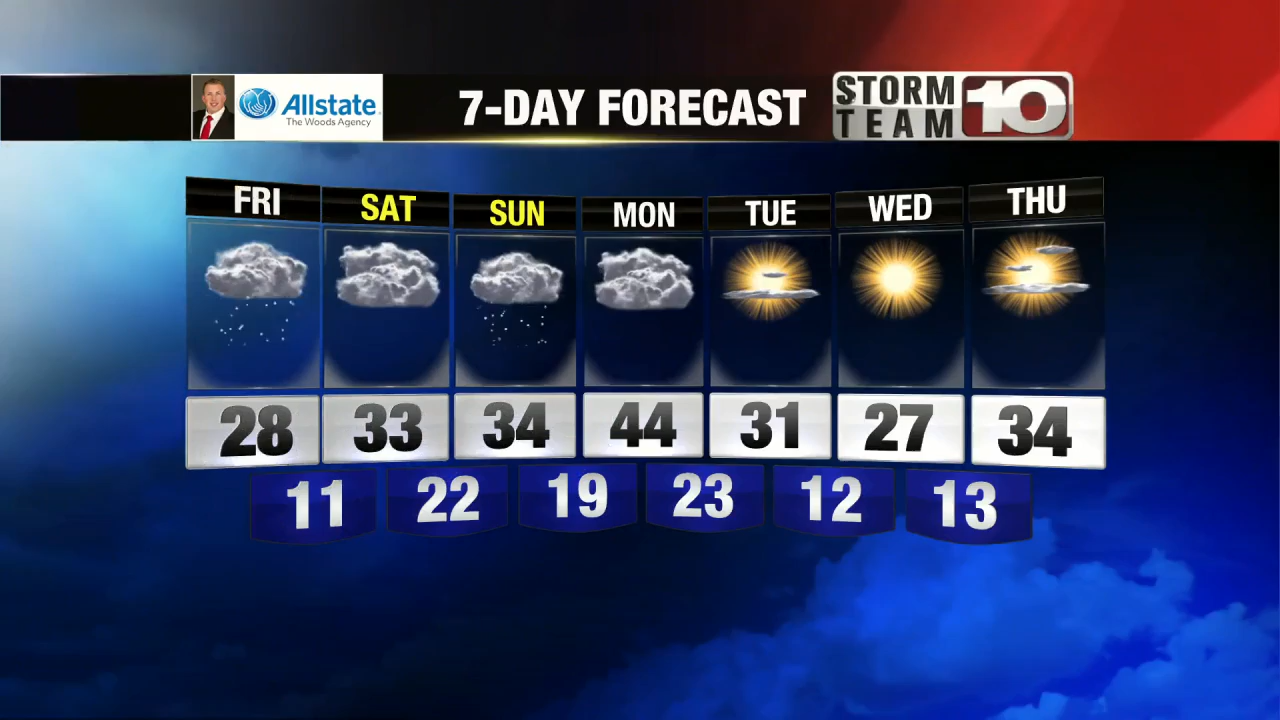 Allstate.
The Woods Agency
7-DAY FORECAST
STORM
TEAM
10
FRI SAT SUN MON TUE WED THU
28 33 34 44 31 27 34
11 22 19 23 12 13